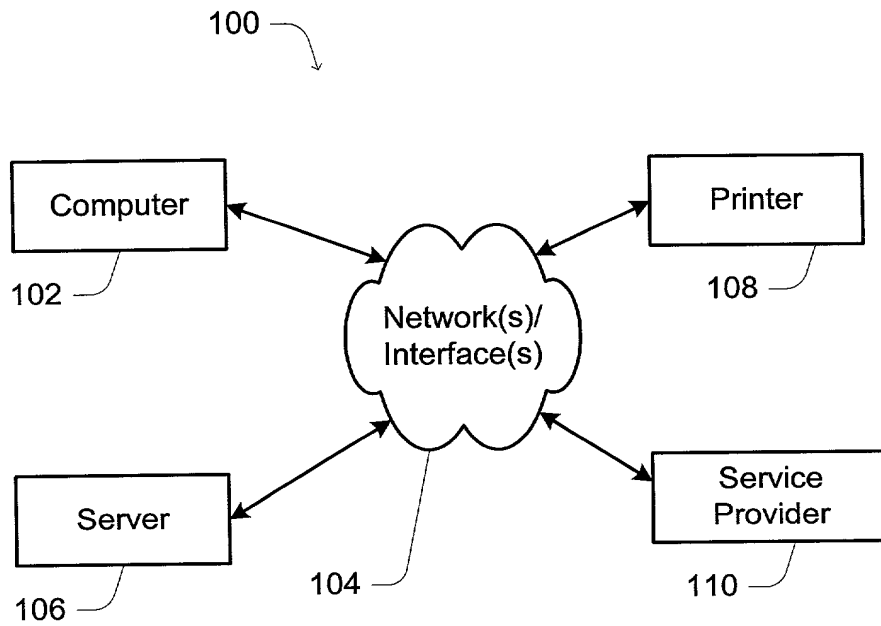 100
Computer
Printer
102
108
Network(s)/
Interface(s)
Server
Service
Provider
106
104
110